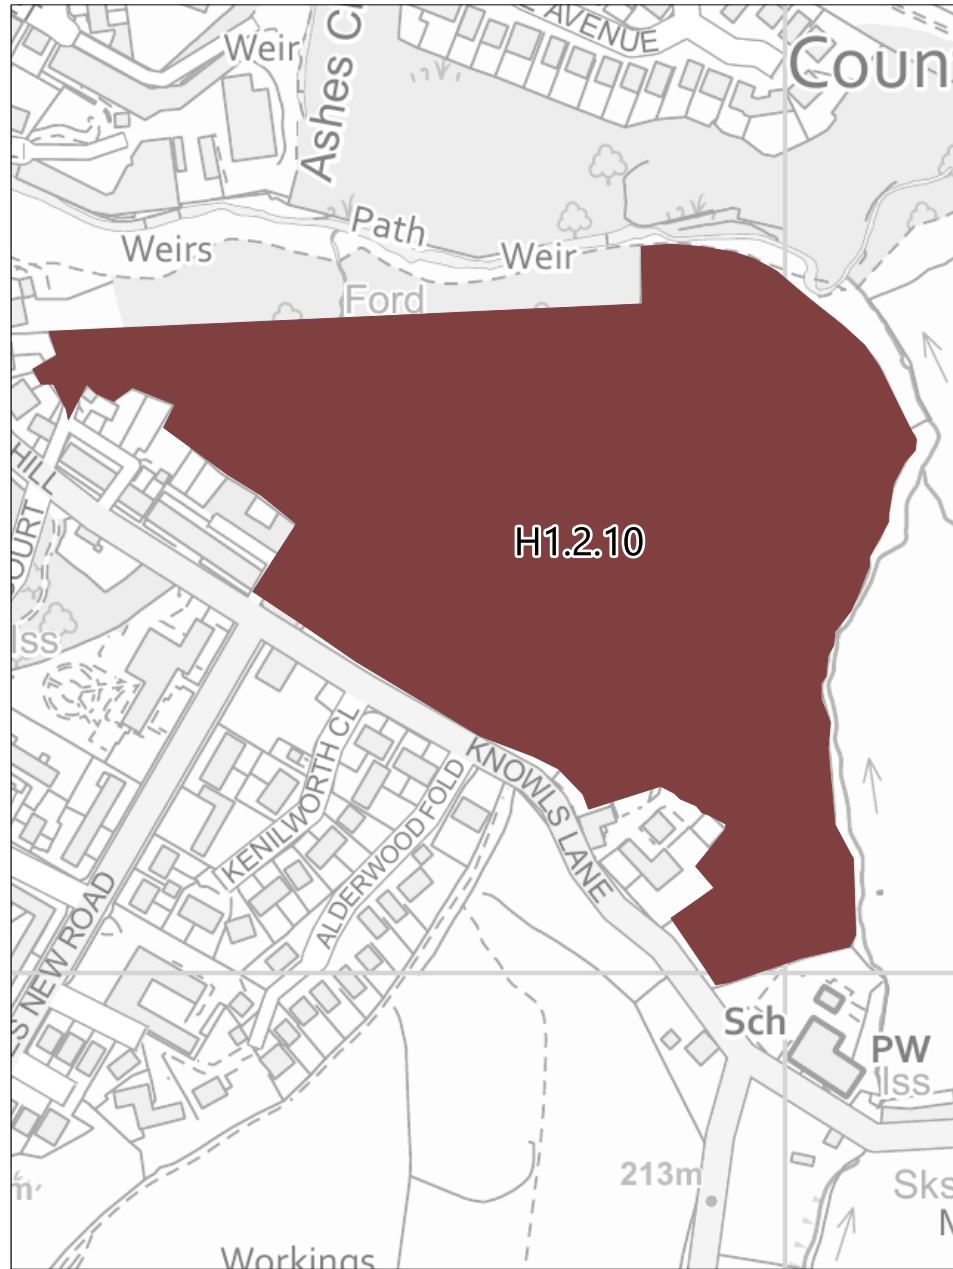 AVENUE
Weir
Coun
Ashes C
Path
Weirs
Weir
Ford
HILL
COURT
H1.2.10
Iss
KENILWORTH CL
KNOWLS LANE
ALDERWOOD FOLD
S NEW ROAD
Sch
PW
Iss
213m
m
Sks
M
Workings